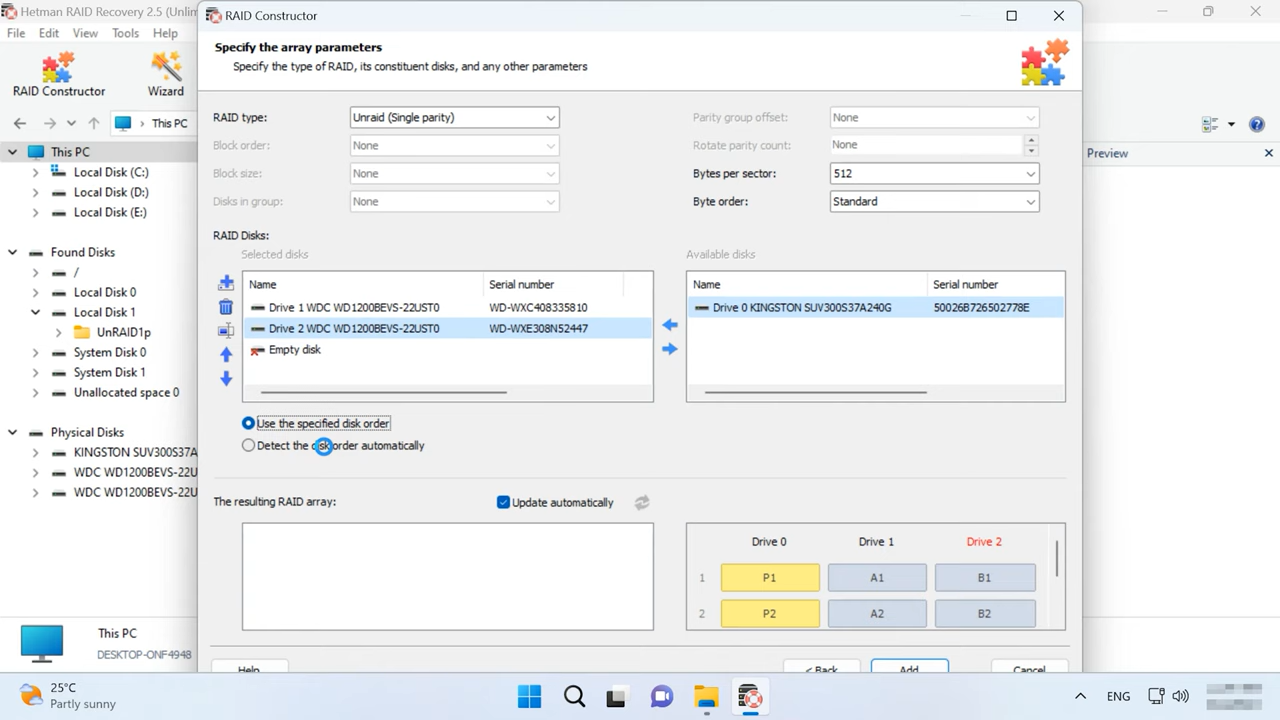 Hetman RAID Recovery 2.5 (Unlim
File Edit View Tools Help
RAID Constructor
Wizard
This PC
This PC
Local Disk (C:)
Local Disk (D:)
Local Disk (E:)
Found Disks
/
Local Disk 0
Local Disk 1
UnRAID1p
System Disk 0
System Disk 1
Unallocated space 0
Physical Disks
KINGSTON SUV300S37A
WDC WD1200BEVS-22U
WDC WD1200BEVS-22U
This PC
DESKTOP-ONF4948
RAID Constructor
Specify the array parameters
Specify the type of RAID, its constituent disks, and any other parameters
RAID type: Unraid (Single parity)
Block order: None
Block size: None
Disks in group: None
Parity group offset: None
Rotate parity count: None
Bytes per sector: 512
Byte order: Standard
RAID Disks:
Selected disks
Name Serial number
Drive 1 WDC WD1200BEVS-22UST0 WD-WXC408335810
Drive 2 WDC WD1200BEVS-22UST0 WD-WXE308N52447
Empty disk
Available disks
Name Serial number
Drive 0 KINGSTON SUV300S37A240G 50026B726502778E
Use the specified disk order
Detect the disk order automatically
The resulting RAID array: Update automatically
Drive 0 Drive 1 Drive 2
1 P1 A1 B1
2 P2 A2 B2
Help < Back Add Cancel
Preview
25°C
Partly sunny
ENG